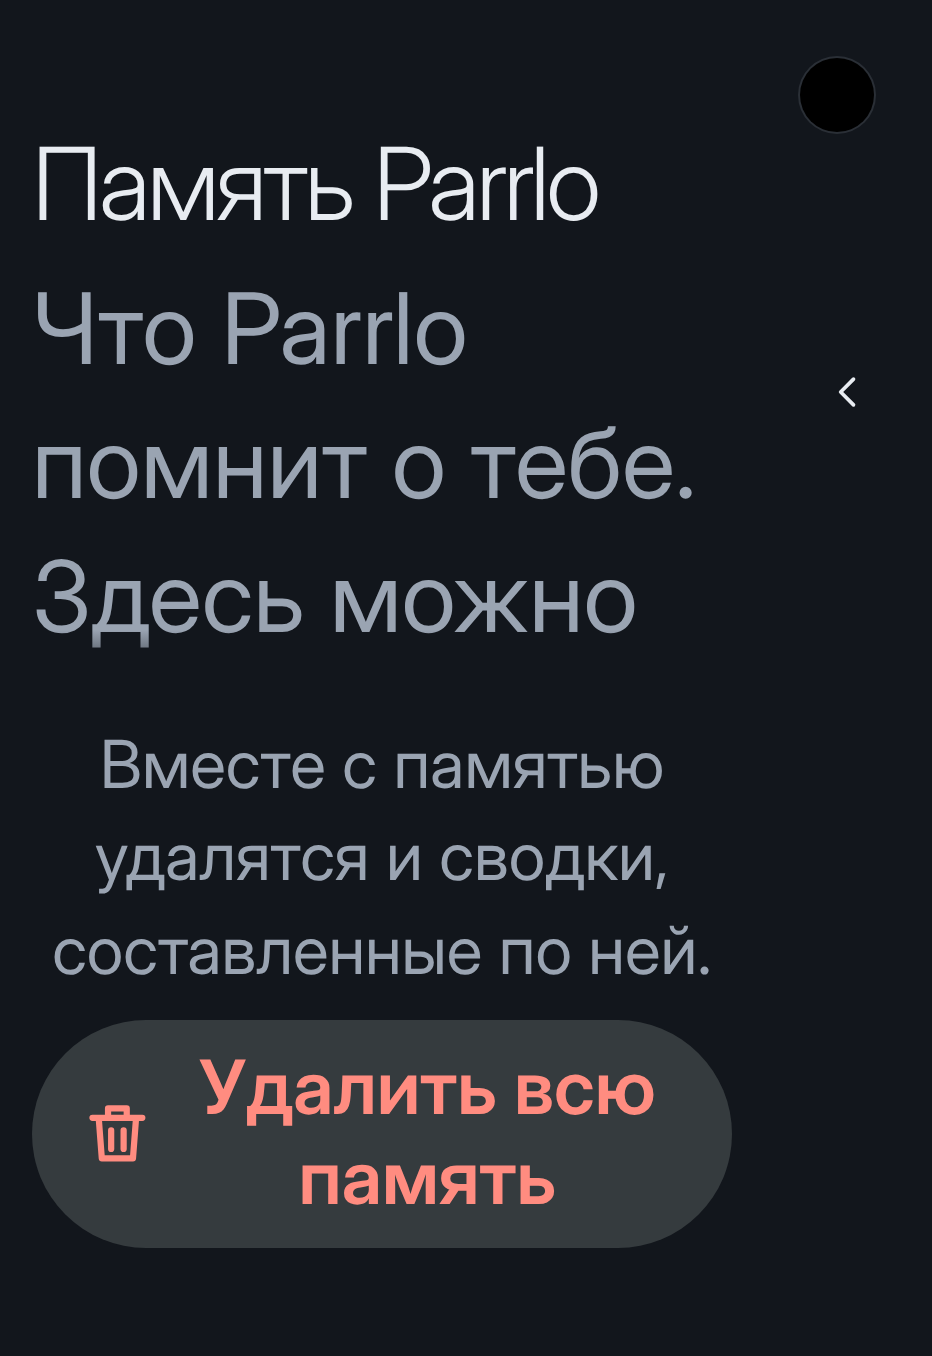 Память Parrlo
Что Parrlo
помнит о тебе.
Здесь можно
Вместе с памятью
удалятся и сводки,
составленные по ней.
Удалить всю
память